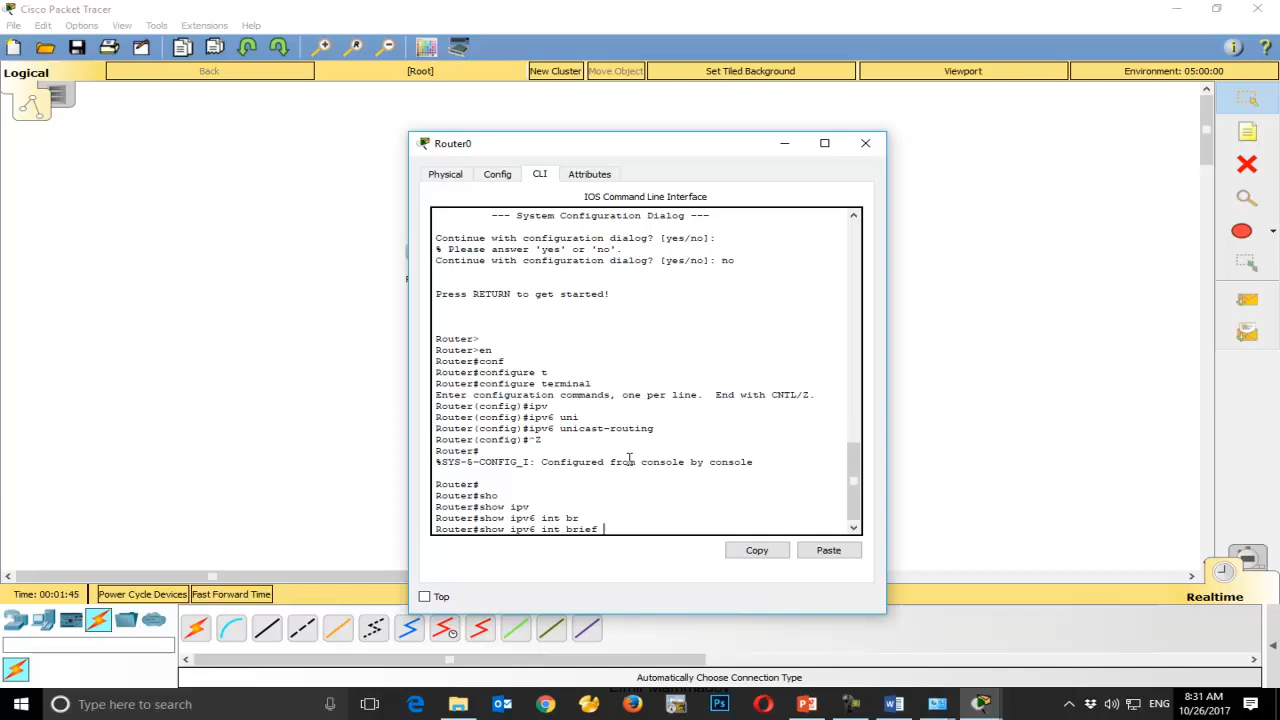 Cisco Packet Tracer
File Edit Options View Tools Extensions Help
Logical Back [Root] New Cluster Move Object Set Tiled Background Viewport Environment: 05:00:00
Router0
Physical Config CLI Attributes
IOS Command Line Interface
--- System Configuration Dialog ---
Continue with configuration dialog? [yes/no]:
% Please answer 'yes' or 'no'.
Continue with configuration dialog? [yes/no]: no
Press RETURN to get started!
Router>
Router>en
Router#conf
Router#configure t
Router#configure terminal
Enter configuration commands, one per line. End with CNTL/Z.
Router(config)#ipv
Router(config)#ipv6 uni
Router(config)#ipv6 unicast-routing
Router(config)#^Z
Router#
%SYS-5-CONFIG_I: Configured from console by console
Router#
Router#sho
Router#show ipv
Router#show ipv6 int br
Router#show ipv6 int brief
Copy Paste
Top
Time: 00:01:45 Power Cycle Devices Fast Forward Time Realtime
Automatically Choose Connection Type
Type here to search
8:31 AM
10/26/2017